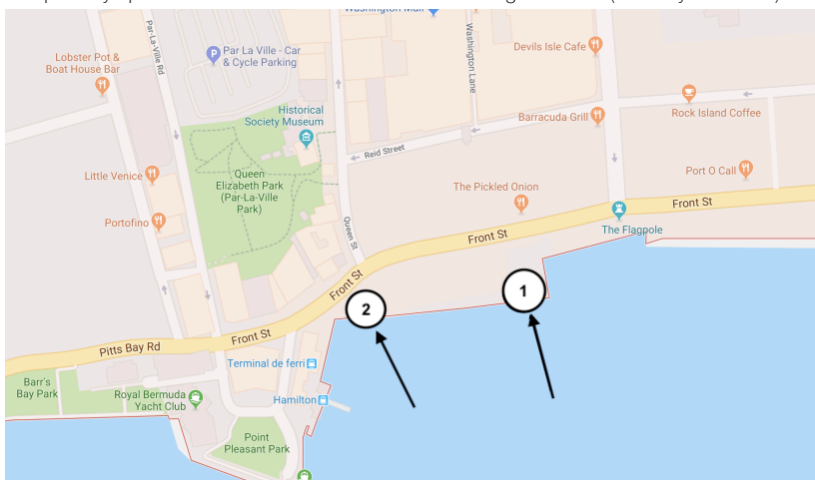 Washington Mall
Lobster Pot &
Boat House Bar
Par-La-Ville Rd
Par La Ville - Car
& Cycle Parking
Washington Lane
Devils Isle Cafe
Historical
Society Museum
Barracuda Grill
Rock Island Coffee
Reid Street
Little Venice
Queen
Elizabeth Park
(Par-La-Ville
Park)
The Pickled Onion
Port O Call
Portofino
Queen St
Front St
Front St
The Flagpole
Front St
1
2
Front St
Pitts Bay Rd
Terminal de ferri
Barr's
Bay Park
Royal Bermuda
Yacht Club
Hamilton
Point
Pleasant Park